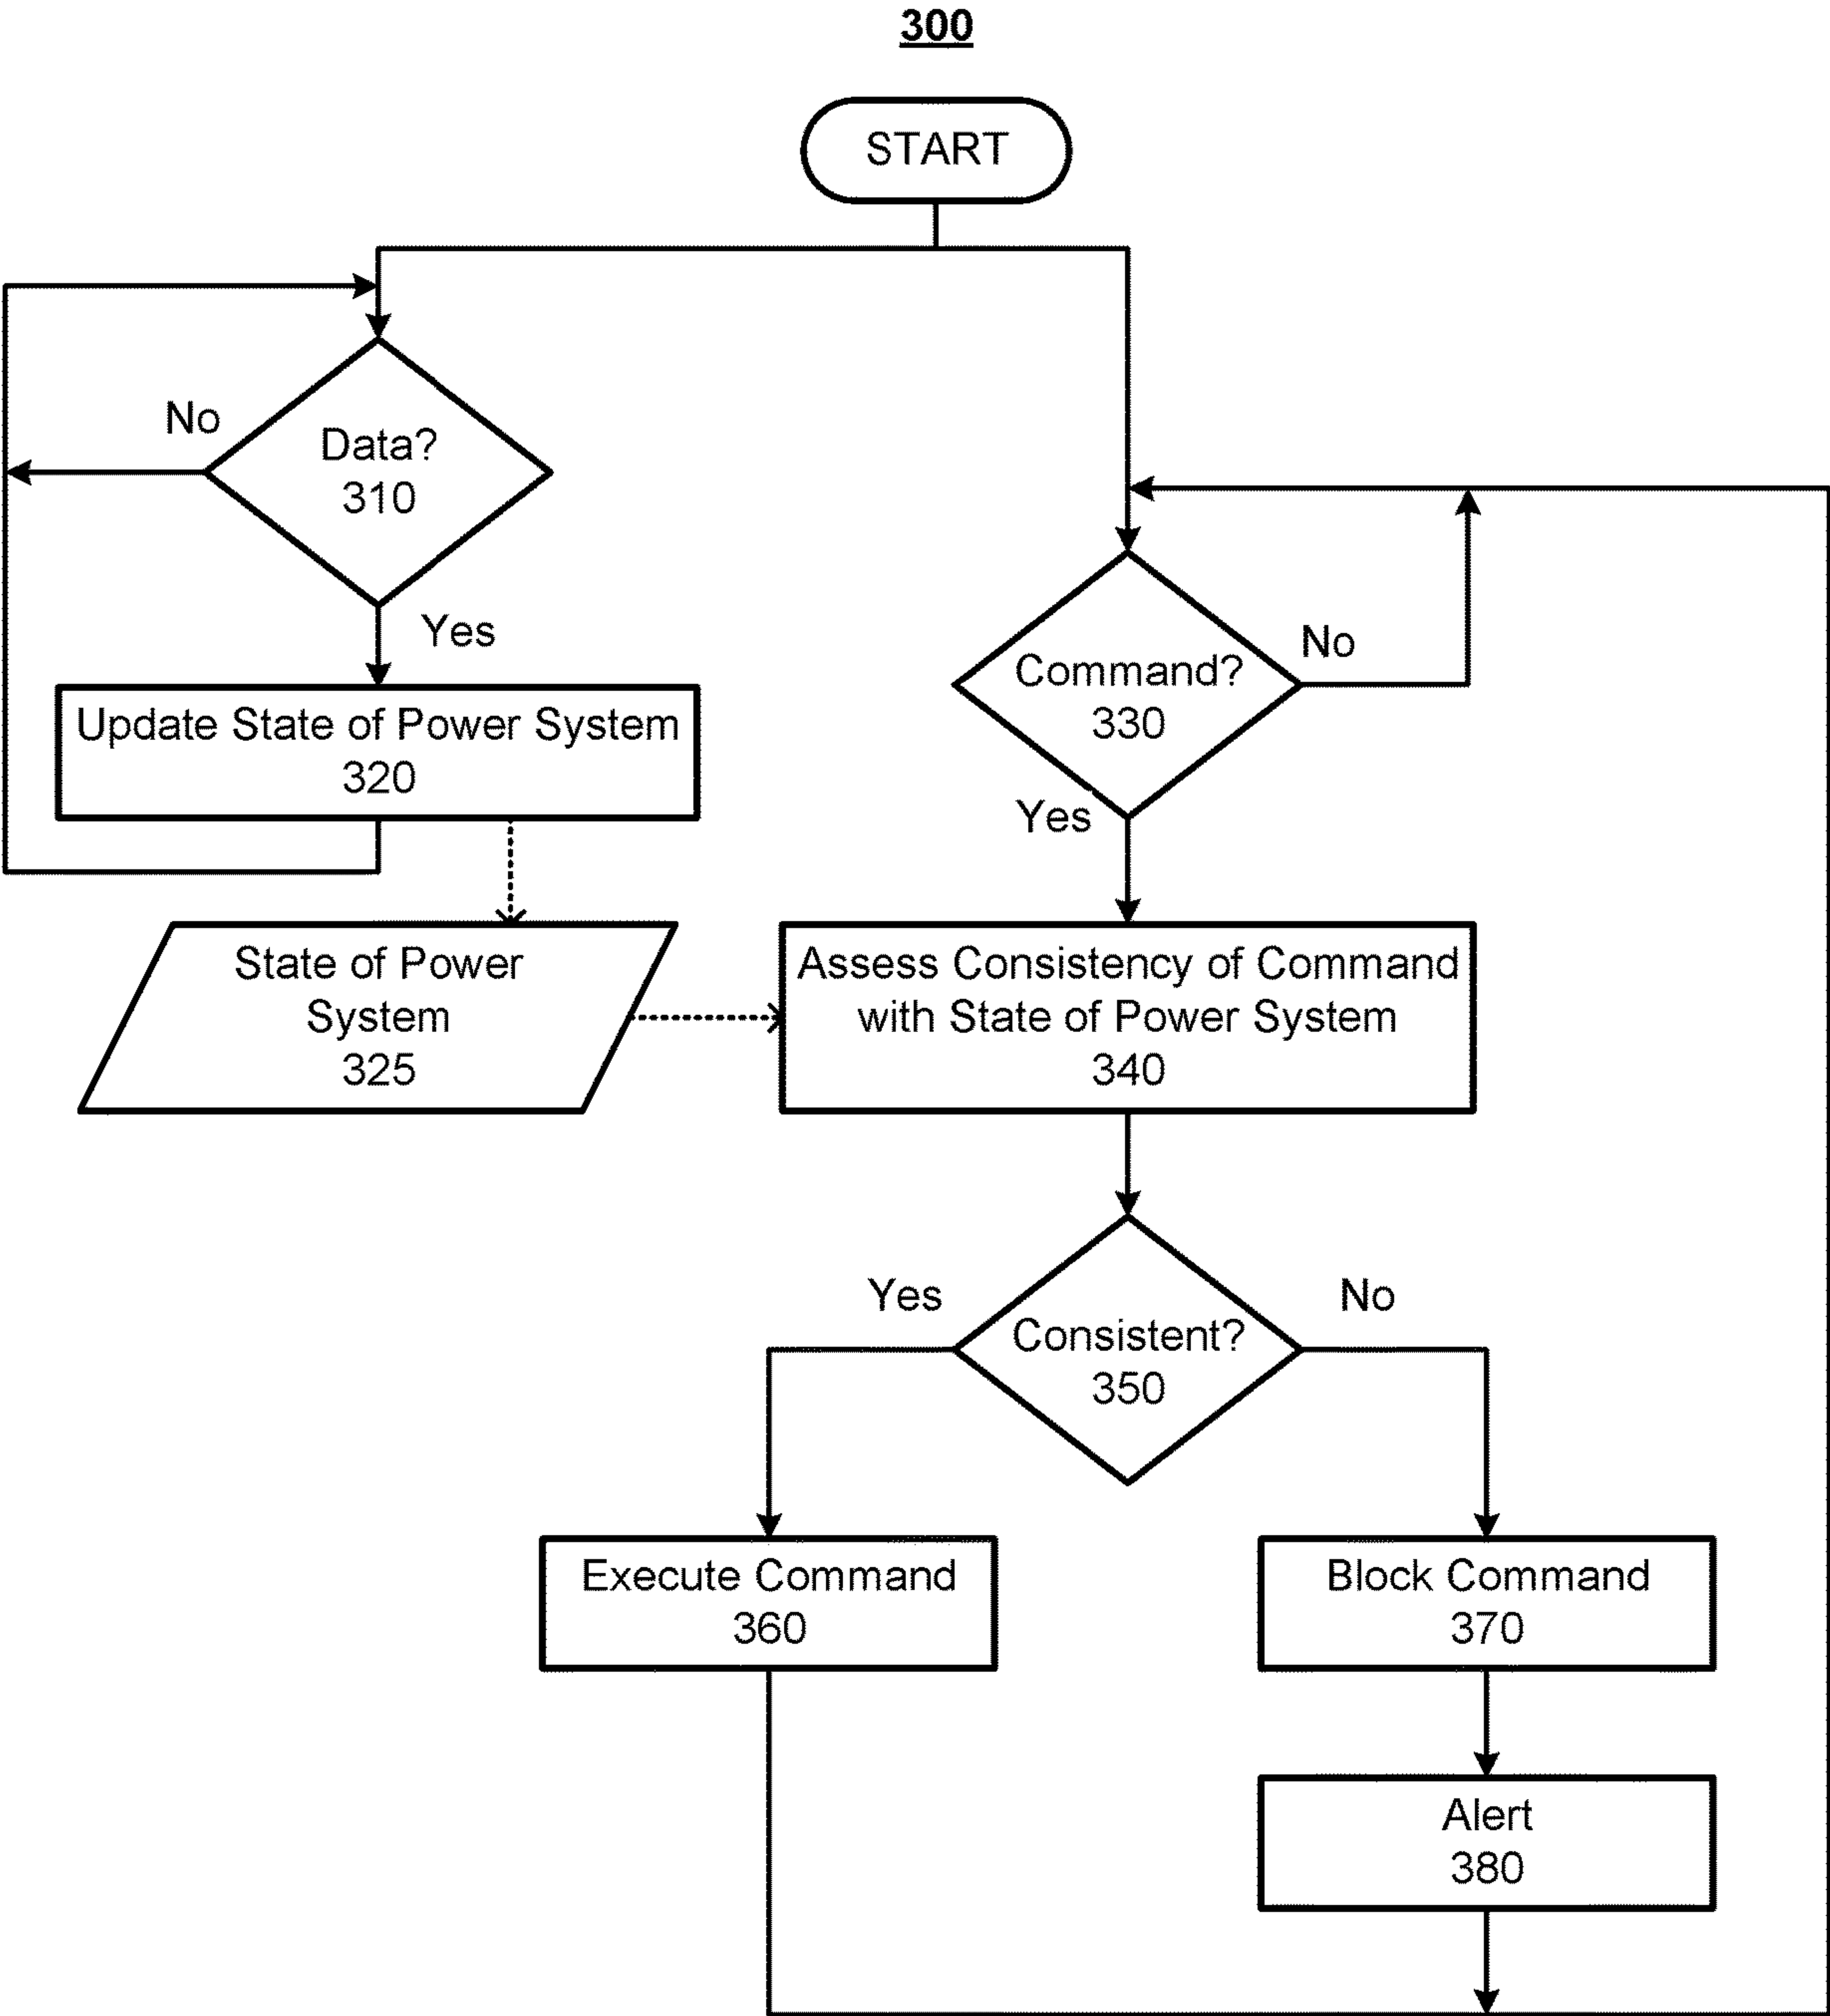 300
START
No
Data?
310
Yes
Update State of Power System
320
State of Power
System
325
Command?
330
No
Yes
Assess Consistency of Command
with State of Power System
340
Yes
No
Consistent?
350
Execute Command
360
Block Command
370
Alert
380